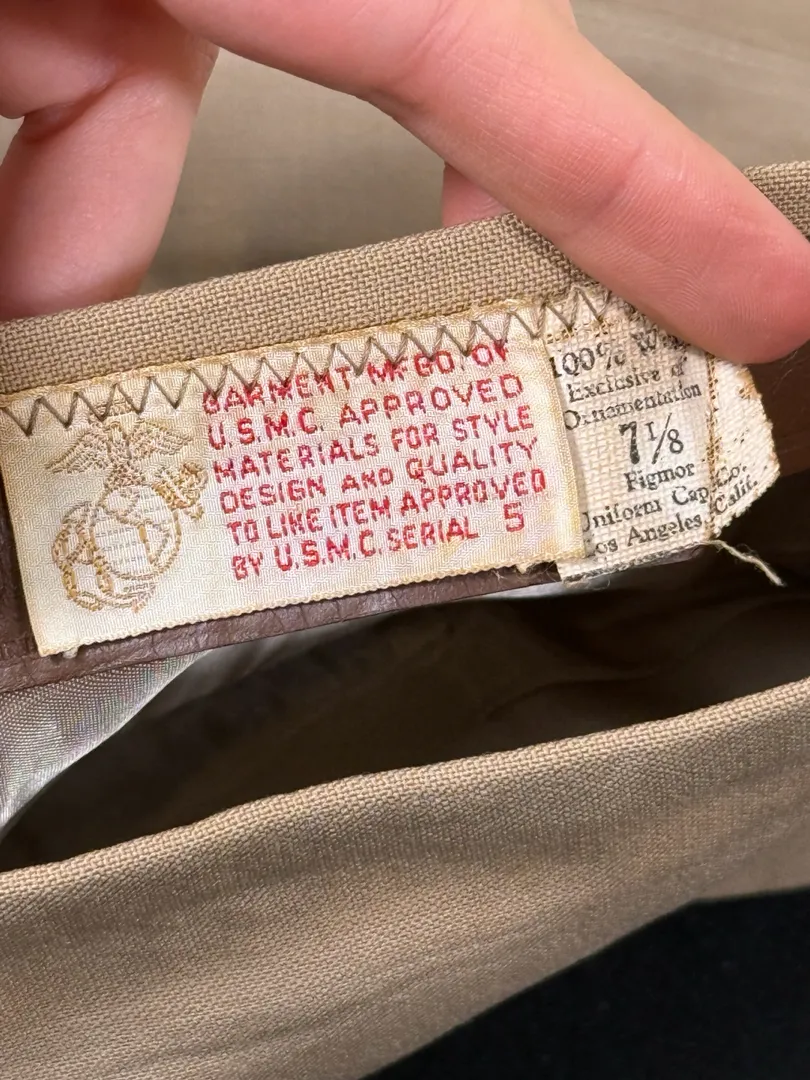 GARMENT MFGD. OF
U.S.M.C. APPROVED
MATERIALS FOR STYLE
DESIGN AND QUALITY
TO LIKE ITEM APPROVED
BY U.S.M.C. SERIAL 5
100%
Exclusive of
Ornamentation
7 1/8
Figmor
Uniform Cap Co.
Los Angeles, Calif.